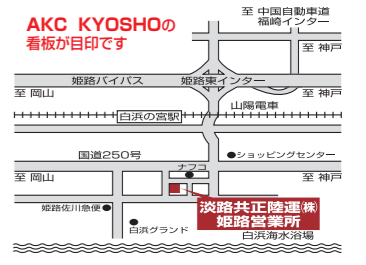 至 中国自動車道
福崎インター
AKC KYOSHOの
看板が目印です
至 神戸
姫路バイパス
姫路東インター
至 岡山
至 神戸
山陽電車
白浜の宮駅
国道250号
ショッピングセンター
ナフコ
至 岡山
至 神戸
姫路佐川急便
淡路共正陸運㈱
姫路営業所
白浜グランド
白浜海水浴場